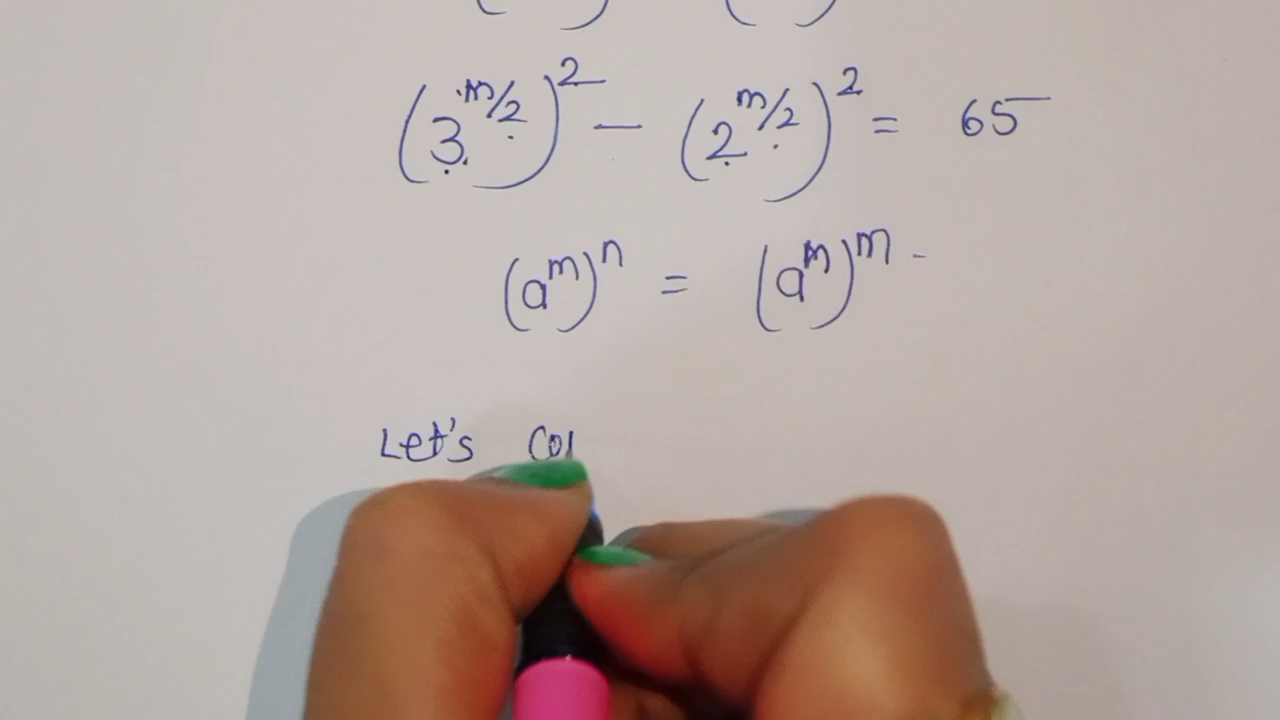 (3^{m/2})^2 - (2^{m/2})^2 = 65
(a^m)^n = (a^n)^m
Let's